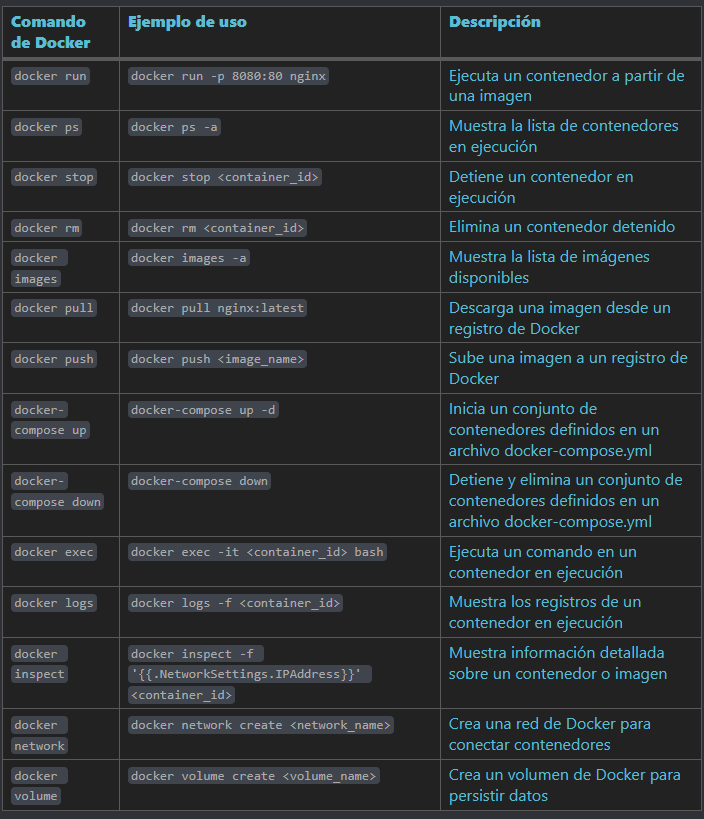 Comando de Docker | Ejemplo de uso | Descripción
docker run | docker run -p 8080:80 nginx | Ejecuta un contenedor a partir de una imagen
docker ps | docker ps -a | Muestra la lista de contenedores en ejecución
docker stop | docker stop <container_id> | Detiene un contenedor en ejecución
docker rm | docker rm <container_id> | Elimina un contenedor detenido
docker images | docker images -a | Muestra la lista de imágenes disponibles
docker pull | docker pull nginx:latest | Descarga una imagen desde un registro de Docker
docker push | docker push <image_name> | Sube una imagen a un registro de Docker
docker-compose up | docker-compose up -d | Inicia un conjunto de contenedores definidos en un archivo docker-compose.yml
docker-compose down | docker-compose down | Detiene y elimina un conjunto de contenedores definidos en un archivo docker-compose.yml
docker exec | docker exec -it <container_id> bash | Ejecuta un comando en un contenedor en ejecución
docker logs | docker logs -f <container_id> | Muestra los registros de un contenedor en ejecución
docker inspect | docker inspect -f '{{.NetworkSettings.IPAddress}}' <container_id> | Muestra información detallada sobre un contenedor o imagen
docker network | docker network create <network_name> | Crea una red de Docker para conectar contenedores
docker volume | docker volume create <volume_name> | Crea un volumen de Docker para persistir datos